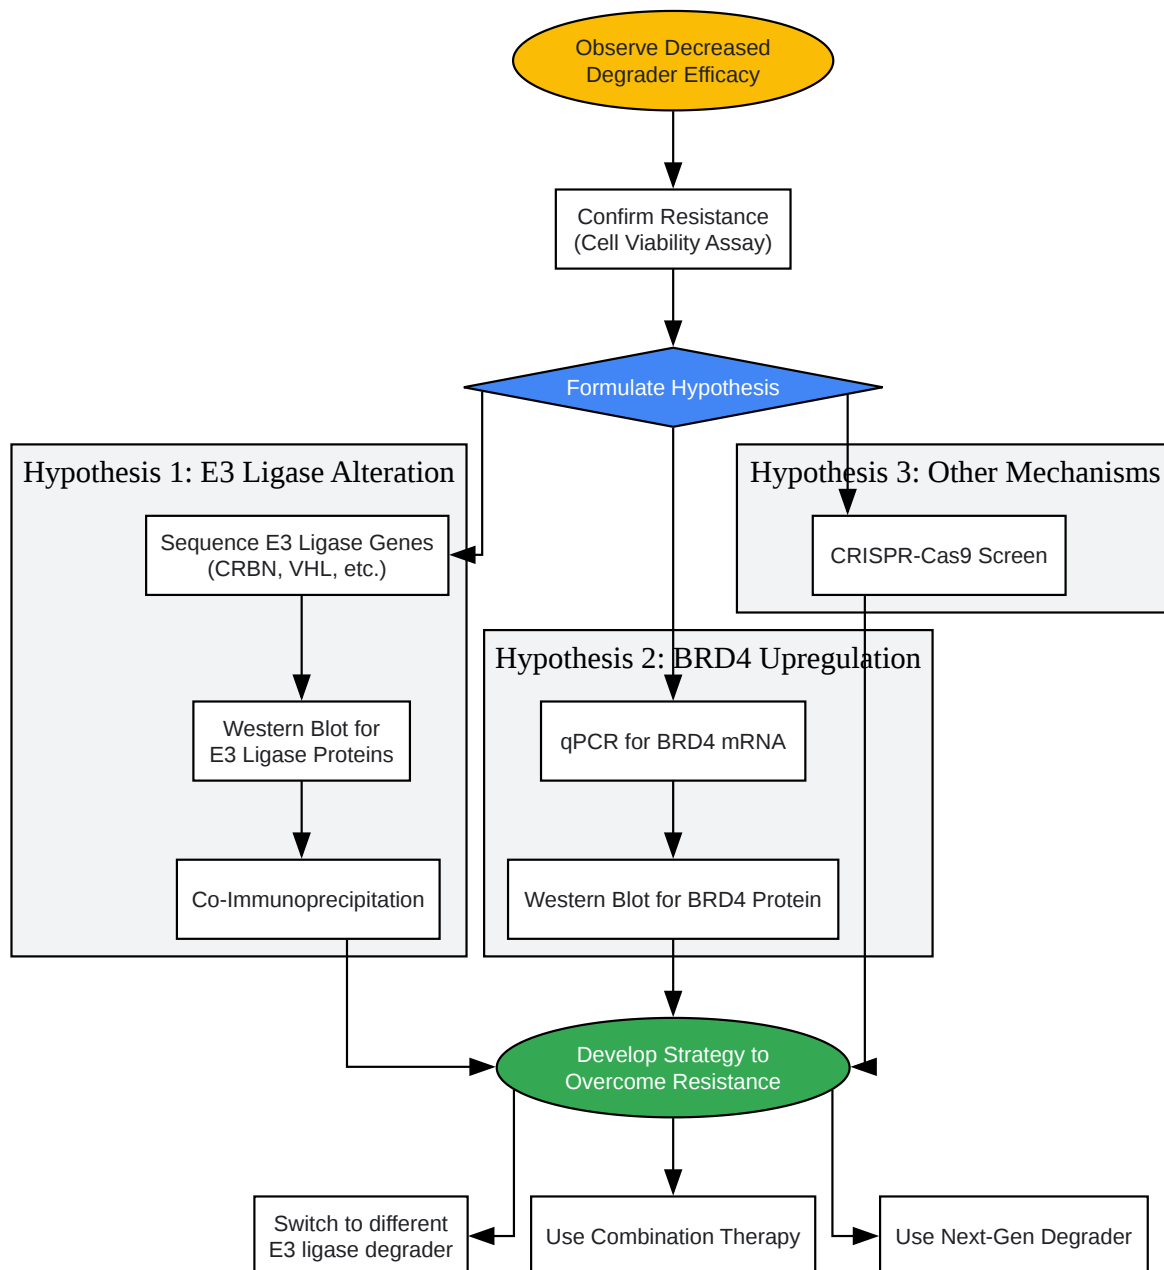 Observe Decreased
Degrader Efficacy
Confirm Resistance
(Cell Viability Assay)
Formulate Hypothesis
Hypothesis 1: E3 Ligase Alteration
Sequence E3 Ligase Genes
(CRBN, VHL, etc.)
Western Blot for
E3 Ligase Proteins
Co-Immunoprecipitation
Hypothesis 2: BRD4 Upregulation
qPCR for BRD4 mRNA
Western Blot for BRD4 Protein
Hypothesis 3: Other Mechanisms
CRISPR-Cas9 Screen
Develop Strategy to
Overcome Resistance
Switch to different
E3 ligase degrader
Use Combination Therapy
Use Next-Gen Degrader